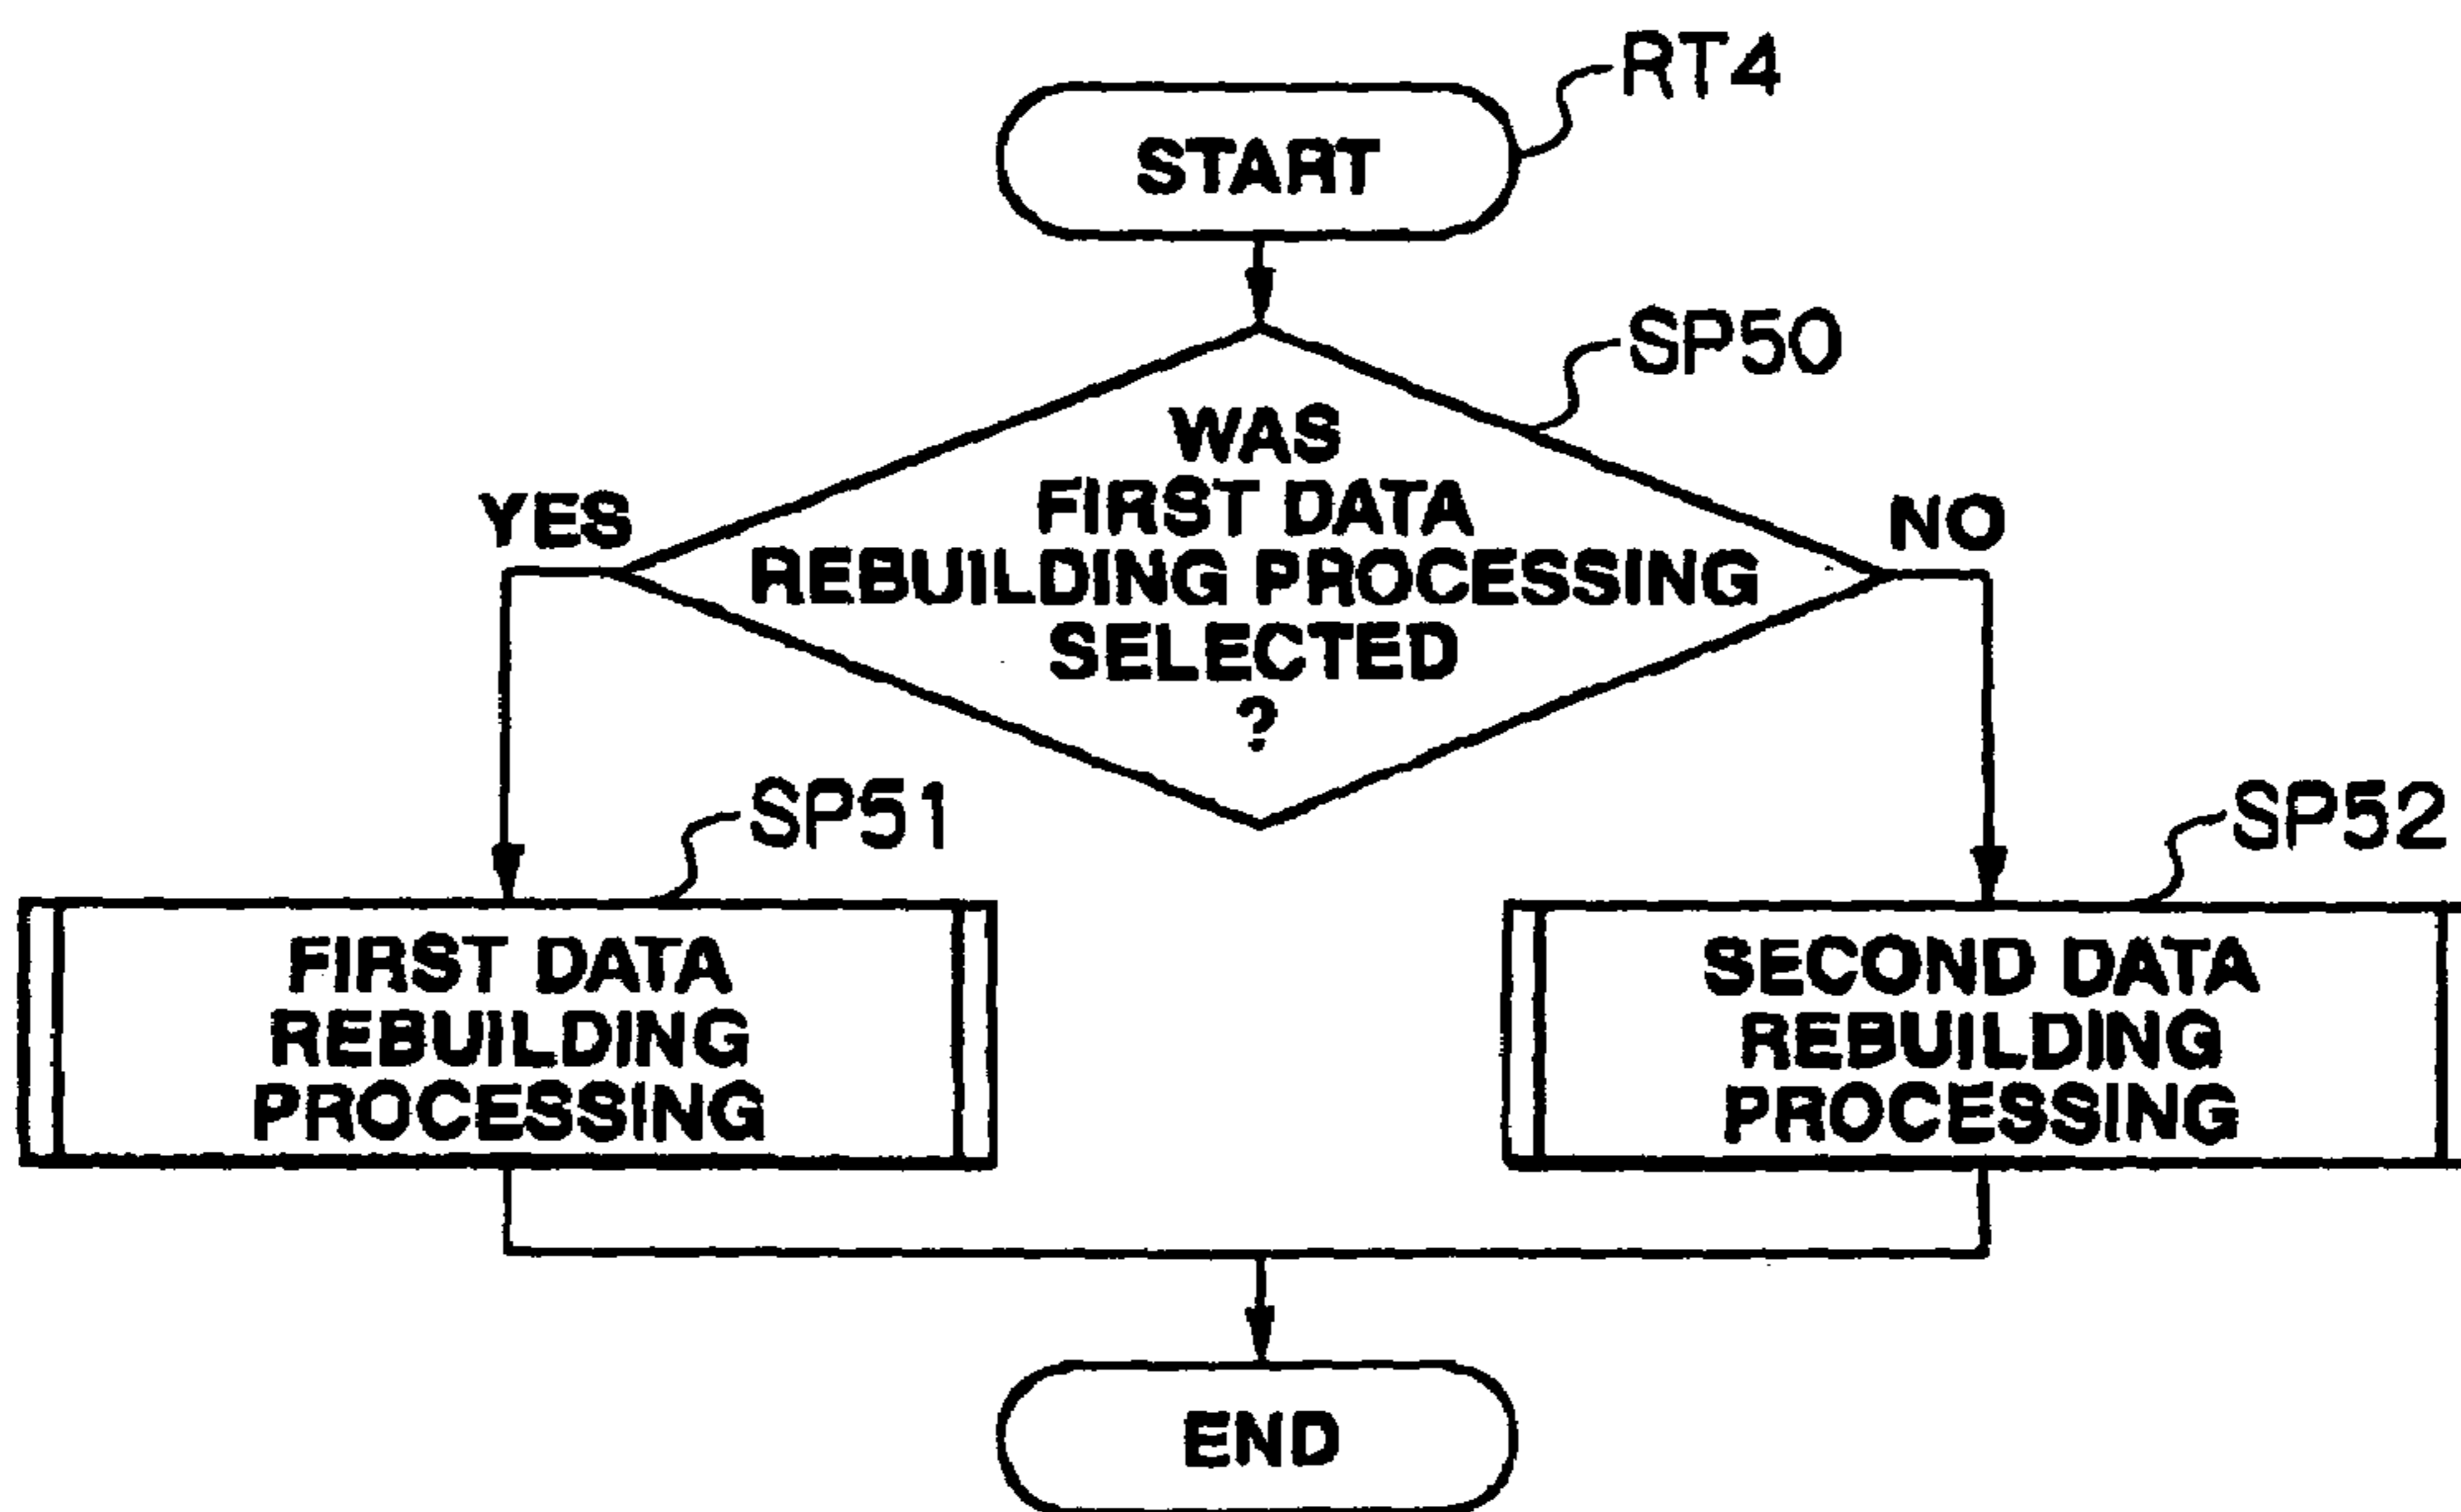 RT4
START
SP50
WAS
FIRST DATA
REBUILDING PROCESSING
SELECTED
?
YES
NO
SP51
SP52
FIRST DATA
REBUILDING
PROCESSING
SECOND DATA
REBUILDING
PROCESSING
END